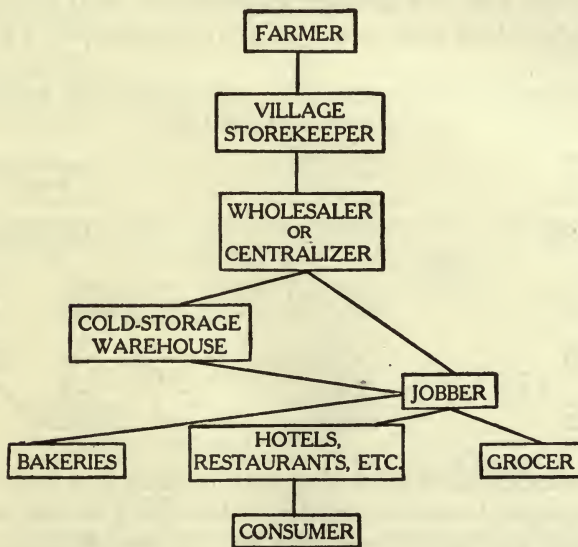 FARMER
VILLAGE
STOREKEEPER
WHOLESALER
OR
CENTRALIZER
COLD-STORAGE
WAREHOUSE
JOBBER
BAKERIES
HOTELS,
RESTAURANTS, ETC.
GROCER
CONSUMER